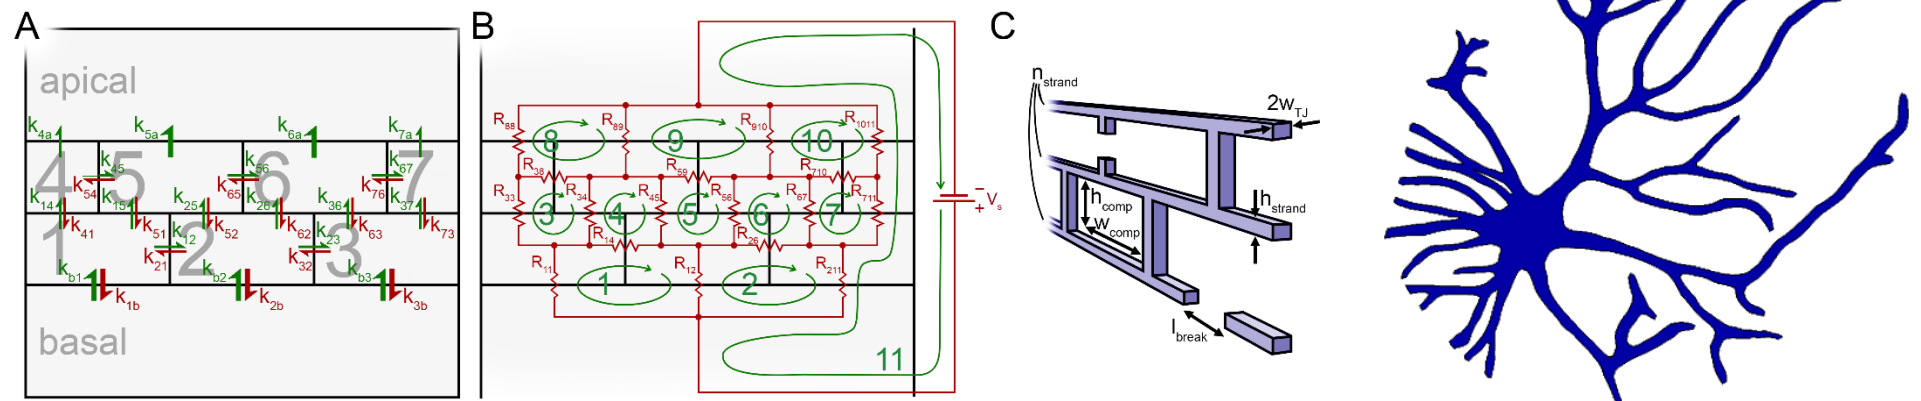 A
apical
k4a k5a k6a k7a
4 5 6 7
k45 k56 k67
k54 k65 k76
k14 k15 k25 k26 k36 k37
k41 k51 k52 k62 k63 k73
1 2 3
k12 k23
k21 k32
kb1 kb2 kb3
k1b k2b k3b
basal
B
R88 R89 R910 R1011
8 9 10
R38 R59 R710
R33 R34 R45 R56 R67 R711
3 4 5 6 7
R14 R26
R11 R12 R211
1 2
11
− Vs
+
C
nstrand
2wTJ
hcomp
wcomp
hstrand
lbreak